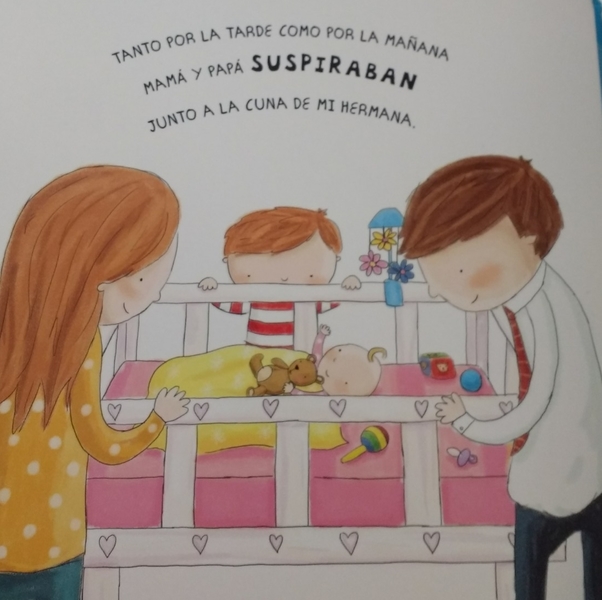 TANTO POR LA TARDE COMO POR LA MAÑANA
MAMÁ Y PAPÁ SUSPIRABAN
JUNTO A LA CUNA DE MI HERMANA.